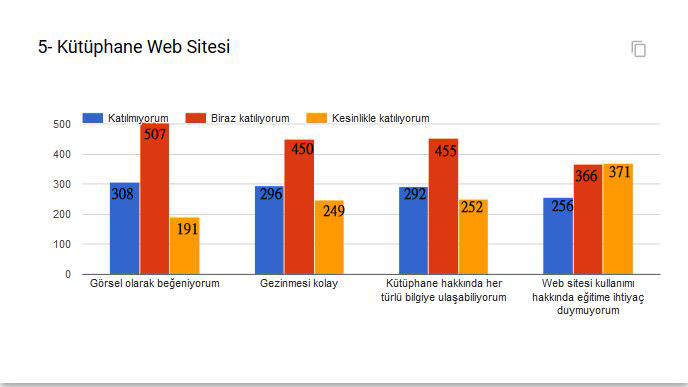 5- Kütüphane Web Sitesi
Katılmıyorum Biraz katılıyorum Kesinlikle katılıyorum
500
400
300
200
100
0
308 507 191
296 450 249
292 455 252
256 366 371
Görsel olarak beğeniyorum
Gezinmesi kolay
Kütüphane hakkında her
türlü bilgiye ulaşabiliyorum
Web sitesi kullanımı
hakkında eğitime ihtiyaç
duymuyorum